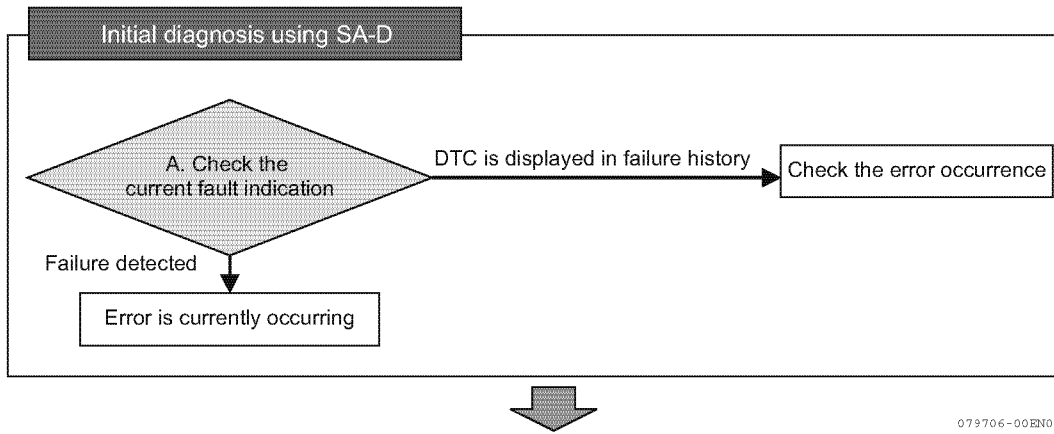 Initial diagnosis using SA-D
A. Check the
current fault indication
DTC is displayed in failure history
Check the error occurrence
Failure detected
Error is currently occurring
079706-00EN0